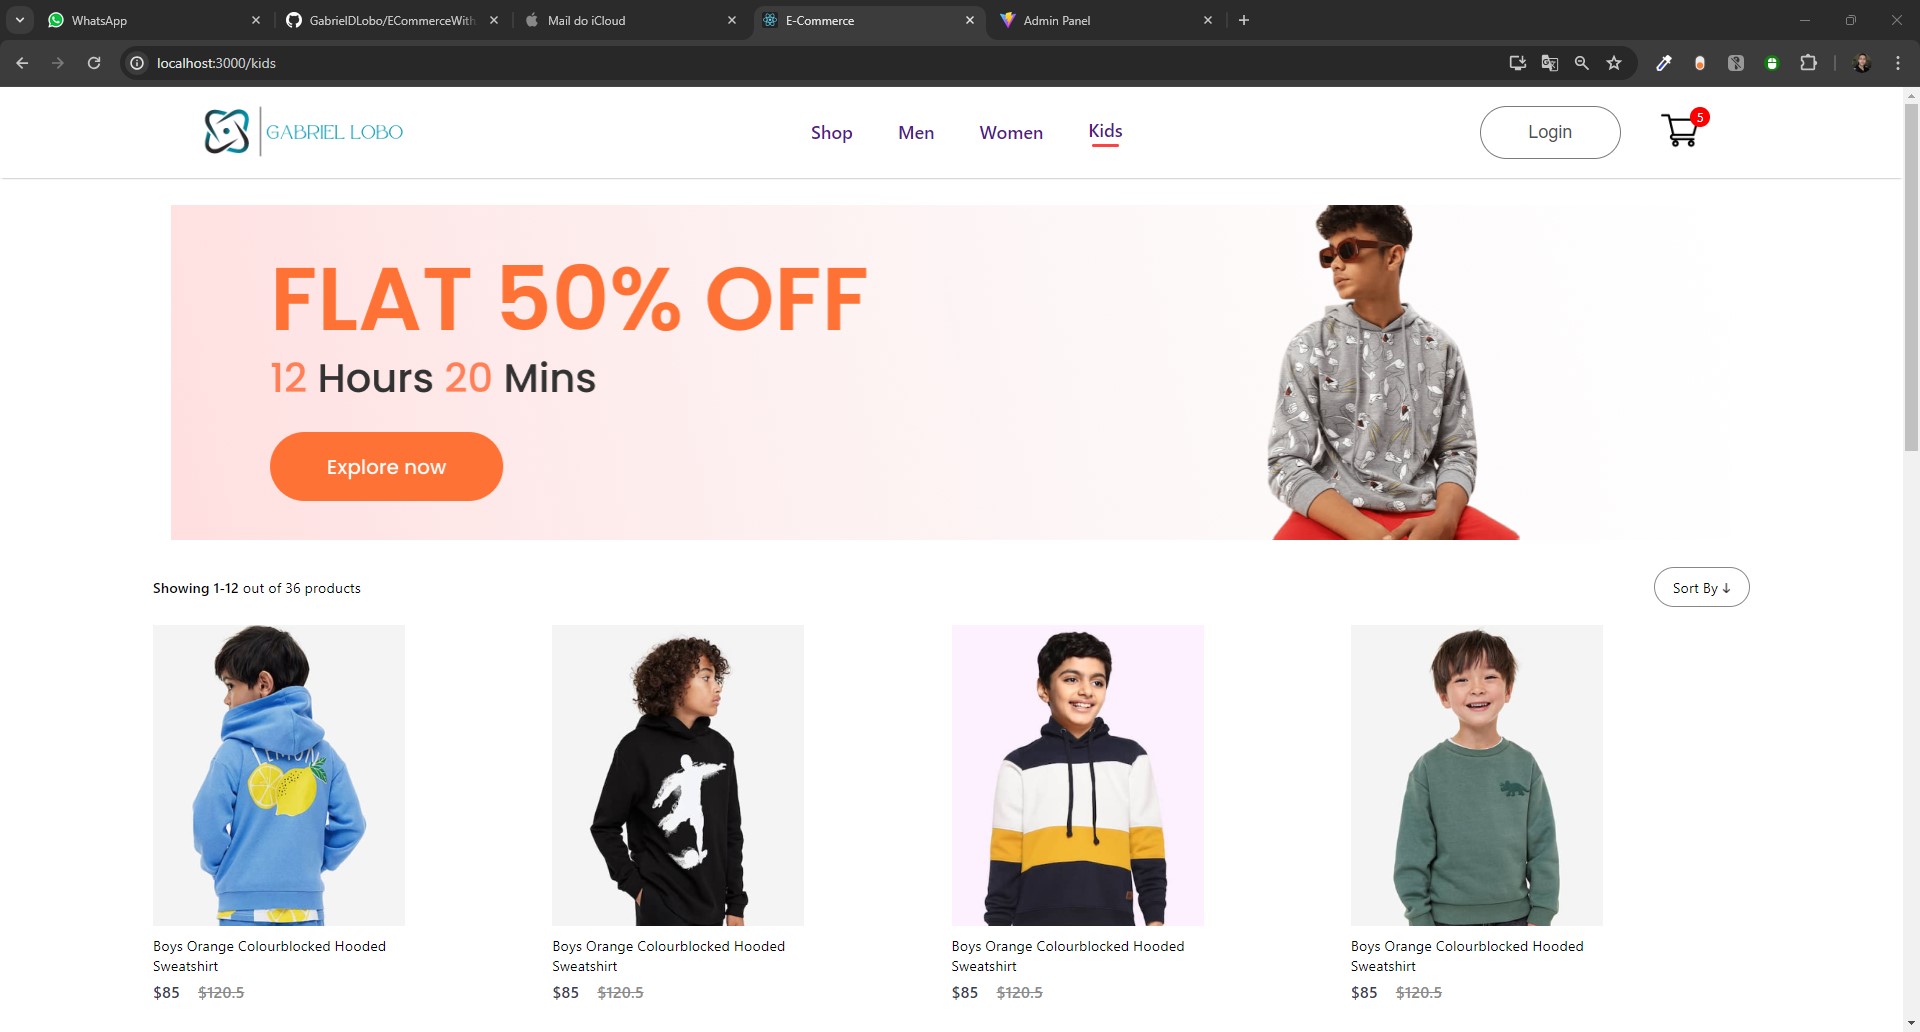 WhatsApp
GabrielDLobo/ECommerceWith
Mail do iCloud
E-Commerce
Admin Panel
localhost:3000/kids
GABRIEL LOBO
Shop
Men
Women
Kids
Login
5
FLAT 50% OFF
12 Hours 20 Mins
Explore now
Showing 1-12 out of 36 products
Sort By ↓
LEMON
Boys Orange Colourblocked Hooded
Sweatshirt
$85 $120.5
Boys Orange Colourblocked Hooded
Sweatshirt
$85 $120.5
Boys Orange Colourblocked Hooded
Sweatshirt
$85 $120.5
Boys Orange Colourblocked Hooded
Sweatshirt
$85 $120.5